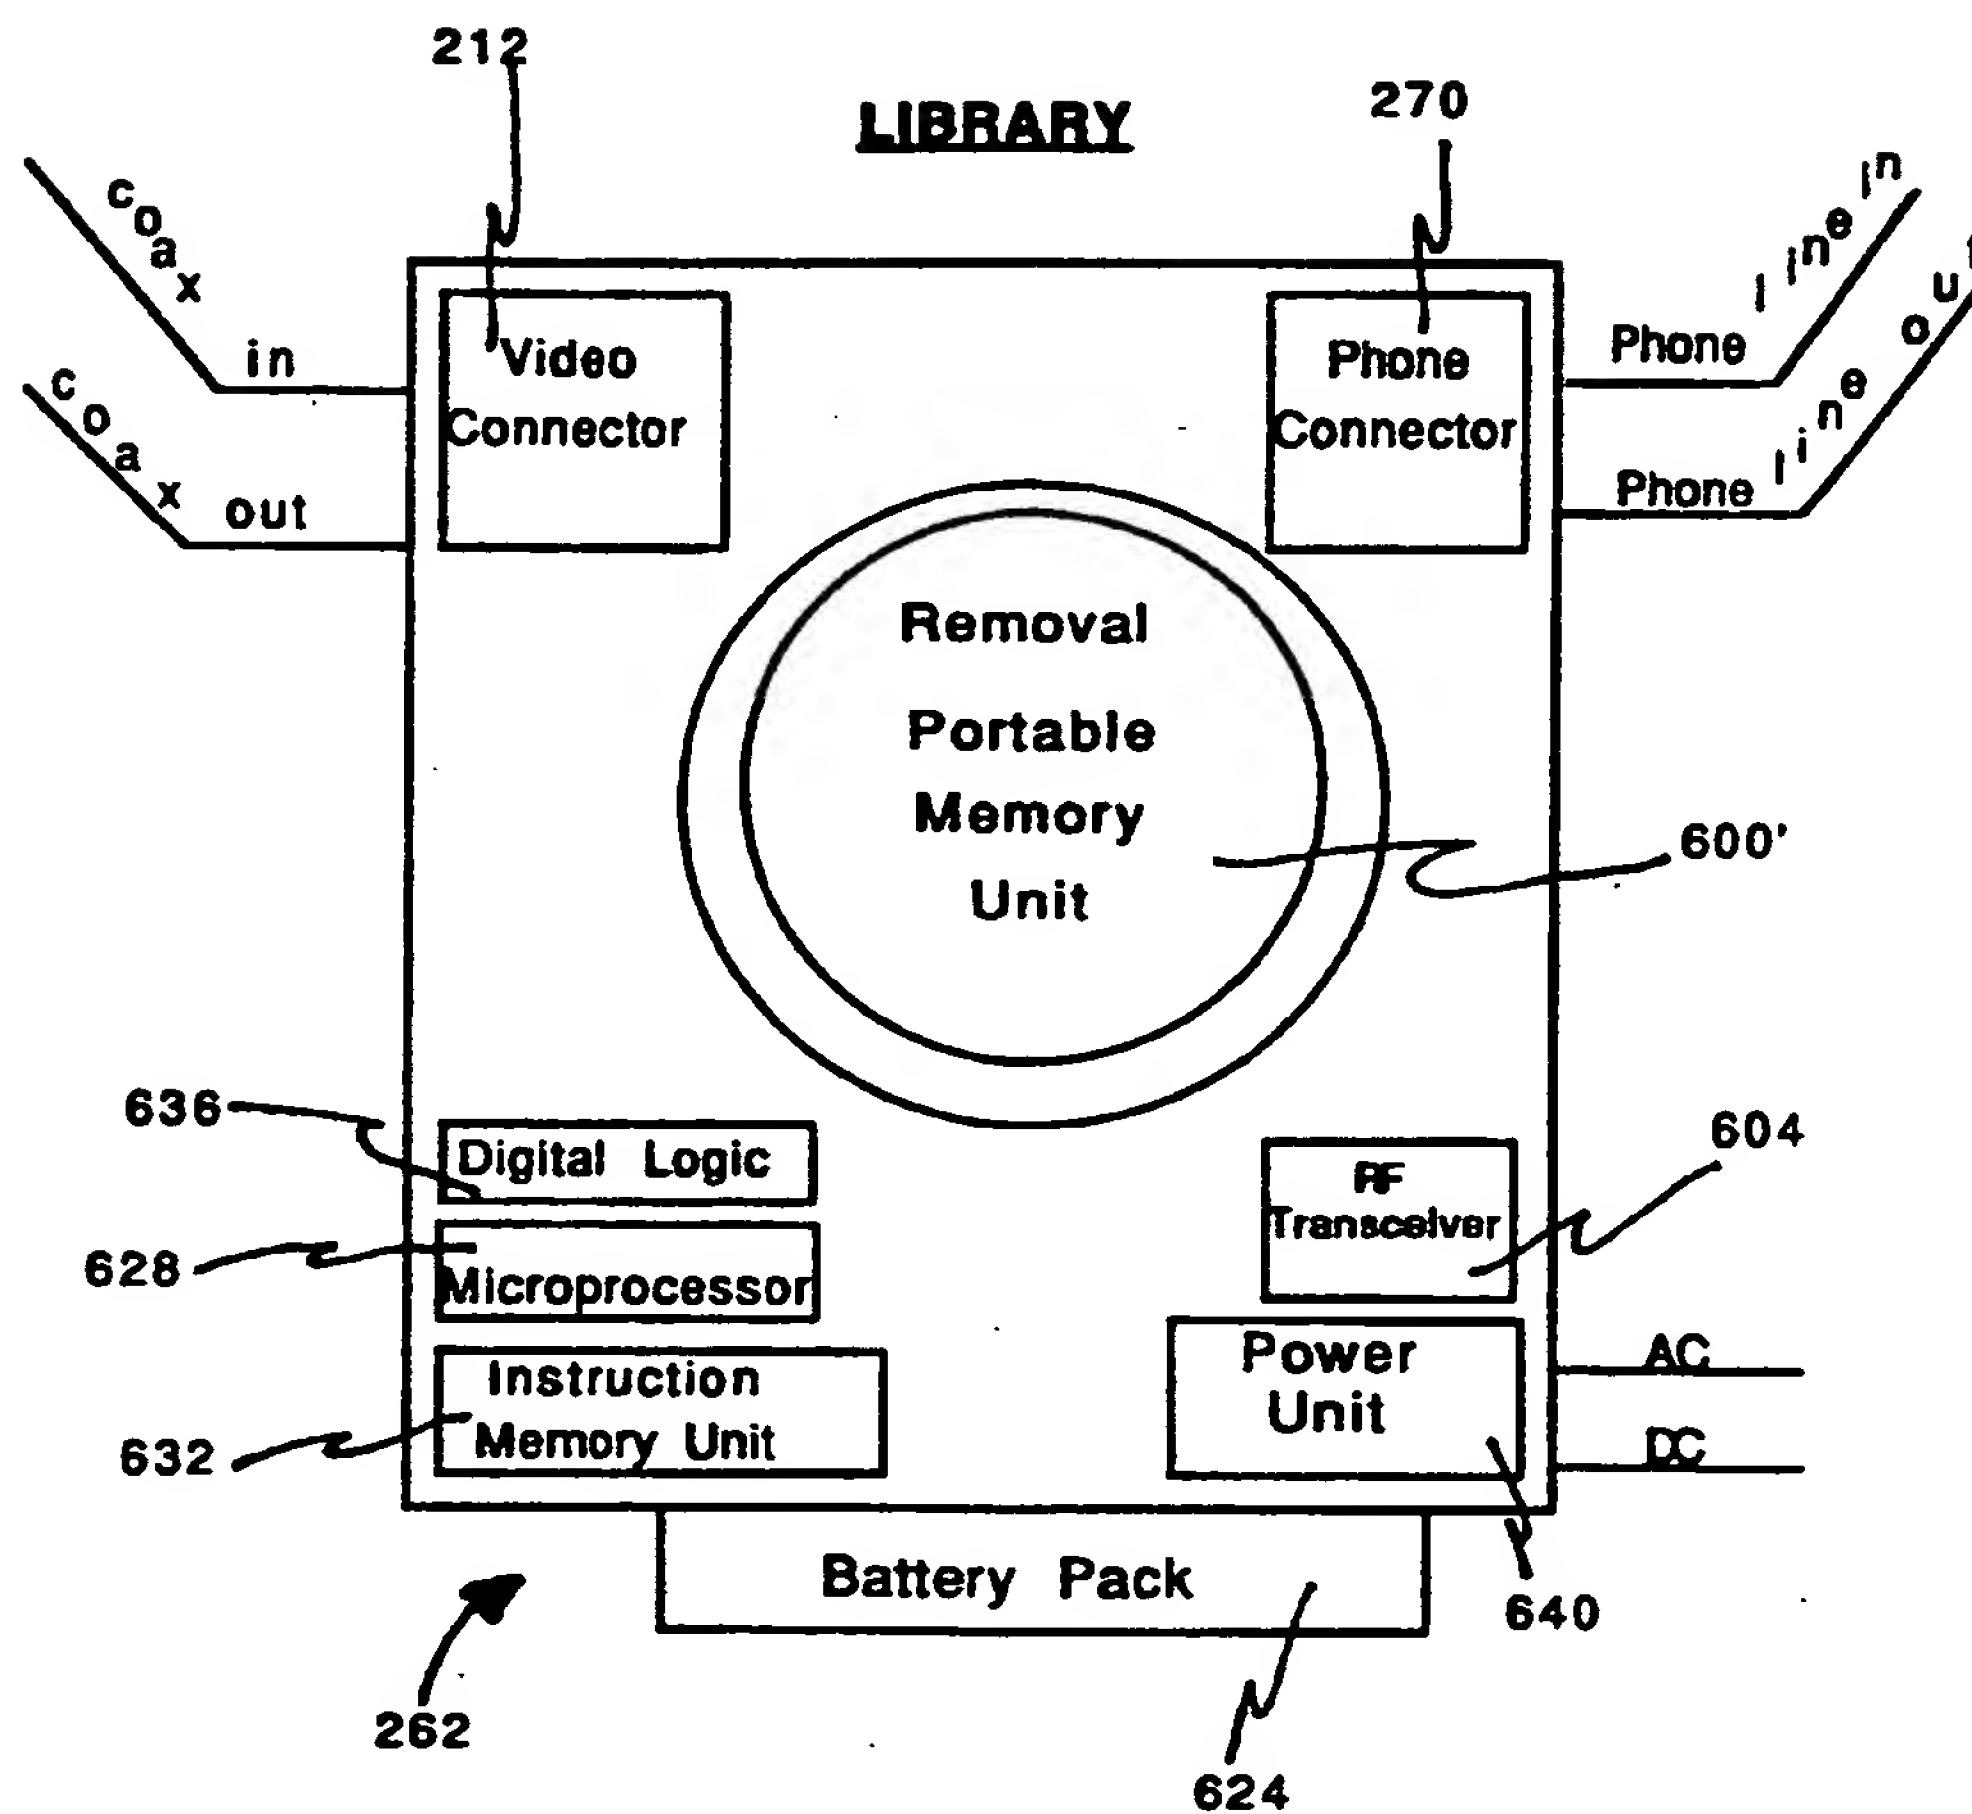 212
LIBRARY
270
coax in
coax out
Video
Connector
Phone
Connector
Phone line in
Phone line out
Removal
Portable
Memory
Unit
600'
636
Digital Logic
628
Microprocessor
632
Instruction
Memory Unit
RF
Transceiver
604
Power
Unit
AC
DC
640
Battery Pack
262
624